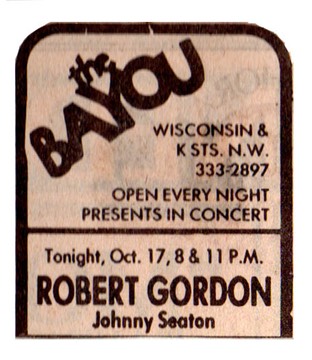 the
BAYOU
WISCONSIN &
K STS. N.W.
333-2897
OPEN EVERY NIGHT
PRESENTS IN CONCERT
Tonight, Oct. 17, 8 & 11 P.M.
ROBERT GORDON
Johnny Seaton